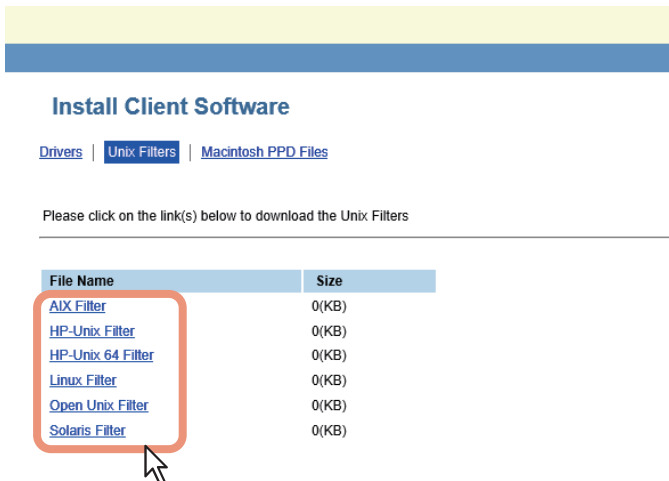 Install Client Software
Drivers | Unix Filters | Macintosh PPD Files
Please click on the link(s) below to download the Unix Filters
File Name Size
AIX Filter 0(KB)
HP-Unix Filter 0(KB)
HP-Unix 64 Filter 0(KB)
Linux Filter 0(KB)
Open Unix Filter 0(KB)
Solaris Filter 0(KB)